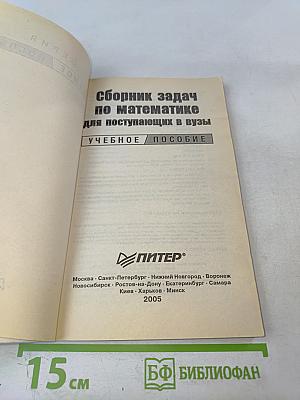 Сборник задач
по математике
для поступающих в вузы
УЧЕБНОЕ ПОСОБИЕ
ПИТЕР
Москва · Санкт-Петербург · Нижний Новгород · Воронеж
Новосибирск · Ростов-на-Дону · Екатеринбург · Самара
Киев · Харьков · Минск
2005
15 см
БФ БИБЛИОФАН